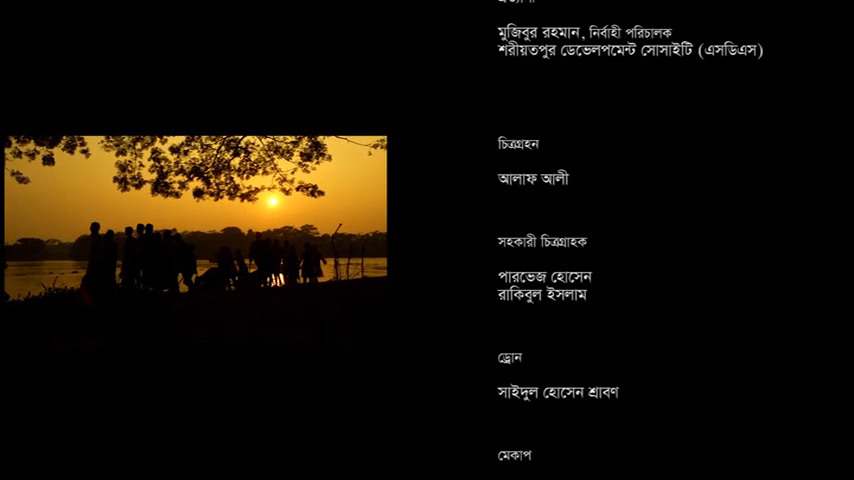 মুজিবুর রহমান, নির্বাহী পরিচালক
শরীয়তপুর ডেভেলপমেন্ট সোসাইটি (এসডিএস)
চিত্রগ্রহন
আলাফ আলী
সহকারী চিত্রগ্রাহক
পারভেজ হোসেন
রাকিবুল ইসলাম
ড্রোন
সাইদুল হোসেন শ্রাবণ
মেকাপ